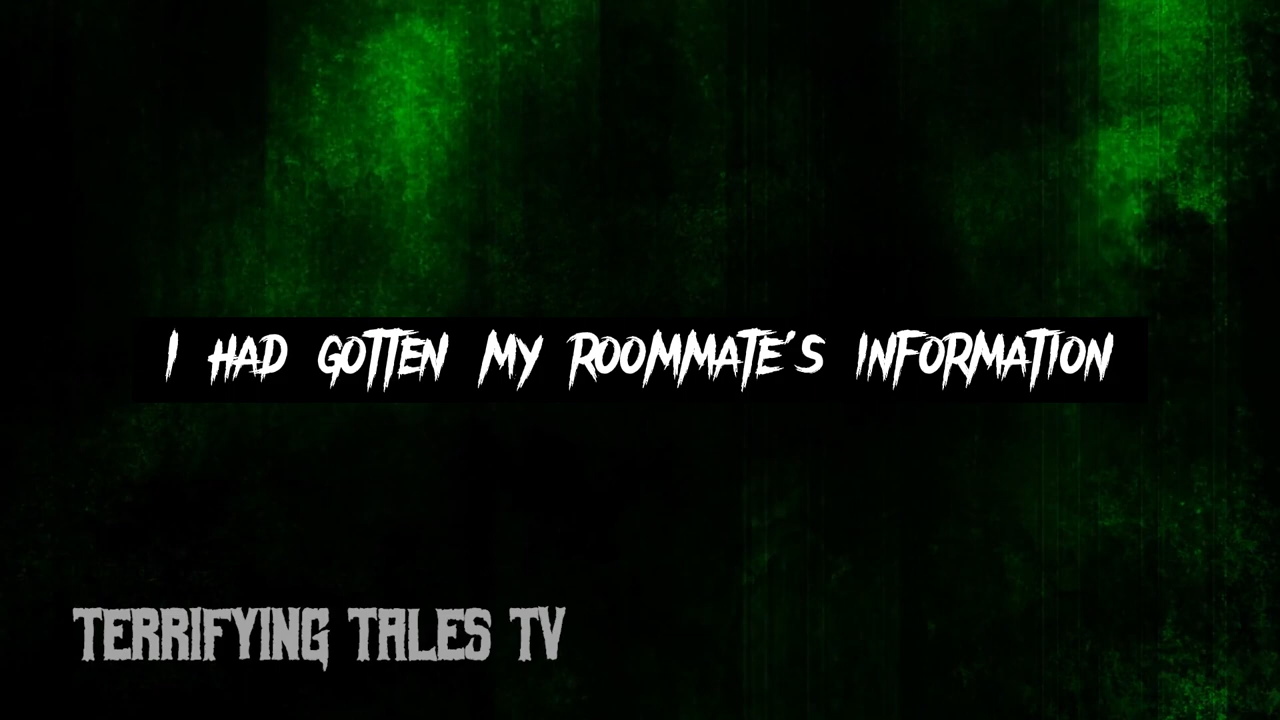 I HAD GOTTEN MY ROOMMATE'S INFORMATION
TERRIFYING TALES TV